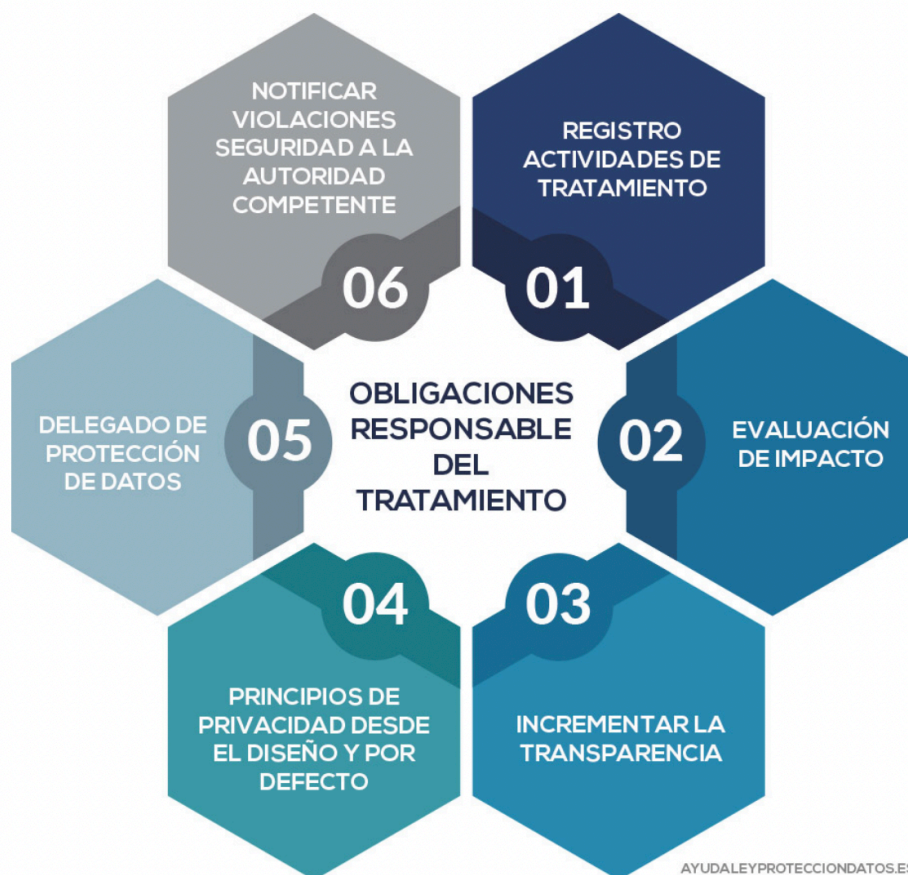 OBLIGACIONES
RESPONSABLE
DEL
TRATAMIENTO
01
REGISTRO
ACTIVIDADES DE
TRATAMIENTO
02
EVALUACIÓN
DE IMPACTO
03
INCREMENTAR LA
TRANSPARENCIA
04
PRINCIPIOS DE
PRIVACIDAD DESDE
EL DISEÑO Y POR
DEFECTO
05
DELEGADO DE
PROTECCIÓN
DE DATOS
06
NOTIFICAR
VIOLACIONES
SEGURIDAD A LA
AUTORIDAD
COMPETENTE
AYUDALEYPROTECCIONDATOS.ES